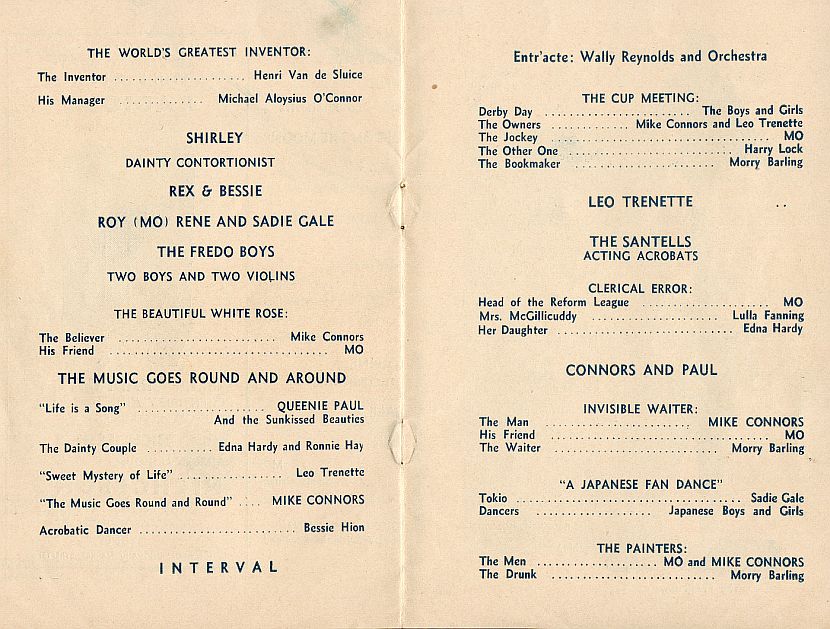 THE WORLD'S GREATEST INVENTOR:
The Inventor ...................... Henri Van de Sluice
His Manager .............. Michael Aloysius O'Connor
SHIRLEY
DAINTY CONTORTIONIST
REX & BESSIE
ROY (MO) RENE AND SADIE GALE
THE FREDO BOYS
TWO BOYS AND TWO VIOLINS
THE BEAUTIFUL WHITE ROSE:
The Believer ............................ Mike Connors
His Friend ..................................... MO
THE MUSIC GOES ROUND AND AROUND
"Life is a Song" ...................... QUEENIE PAUL
And the Sunkissed Beauties
The Dainty Couple ........... Edna Hardy and Ronnie Hay
"Sweet Mystery of Life" ................. Leo Trenette
"The Music Goes Round and Round" .... MIKE CONNORS
Acrobatic Dancer .......................... Bessie Hion
INTERVAL
Entr'acte: Wally Reynolds and Orchestra
THE CUP MEETING:
Derby Day .......................... The Boys and Girls
The Owners ............. Mike Connors and Leo Trenette
The Jockey ........................................ MO
The Other One ............................ Harry Lock
The Bookmaker ........................ Morry Barling
LEO TRENETTE
THE SANTELLS
ACTING ACROBATS
CLERICAL ERROR:
Head of the Reform League ...................... MO
Mrs. McGillicuddy .......................... Lulla Fanning
Her Daughter .............................. Edna Hardy
CONNORS AND PAUL
INVISIBLE WAITER:
The Man ........................ MIKE CONNORS
His Friend ........................................ MO
The Waiter .............................. Morry Barling
"A JAPANESE FAN DANCE"
Tokio ...................................... Sadie Gale
Dancers .................... Japanese Boys and Girls
THE PAINTERS:
The Men .................... MO and MIKE CONNORS
The Drunk ............................ Morry Barling